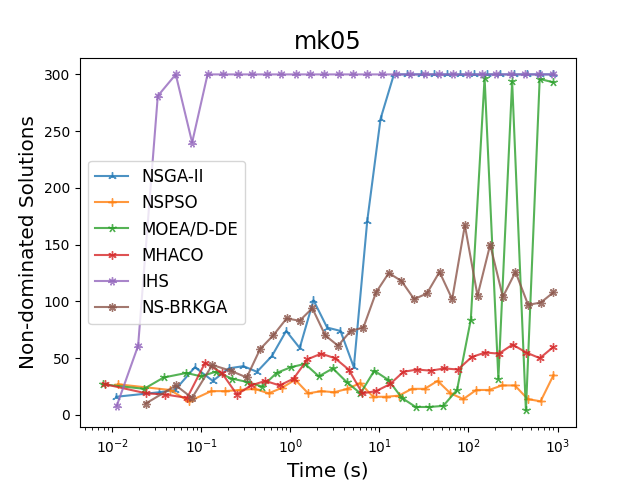 mk05
Non-dominated Solutions
300
250
200
150
100
50
0
NSGA-II
NSPSO
MOEA/D-DE
MHACO
IHS
NS-BRKGA
10⁻² 10⁻¹ 10⁰ 10¹ 10² 10³
Time (s)